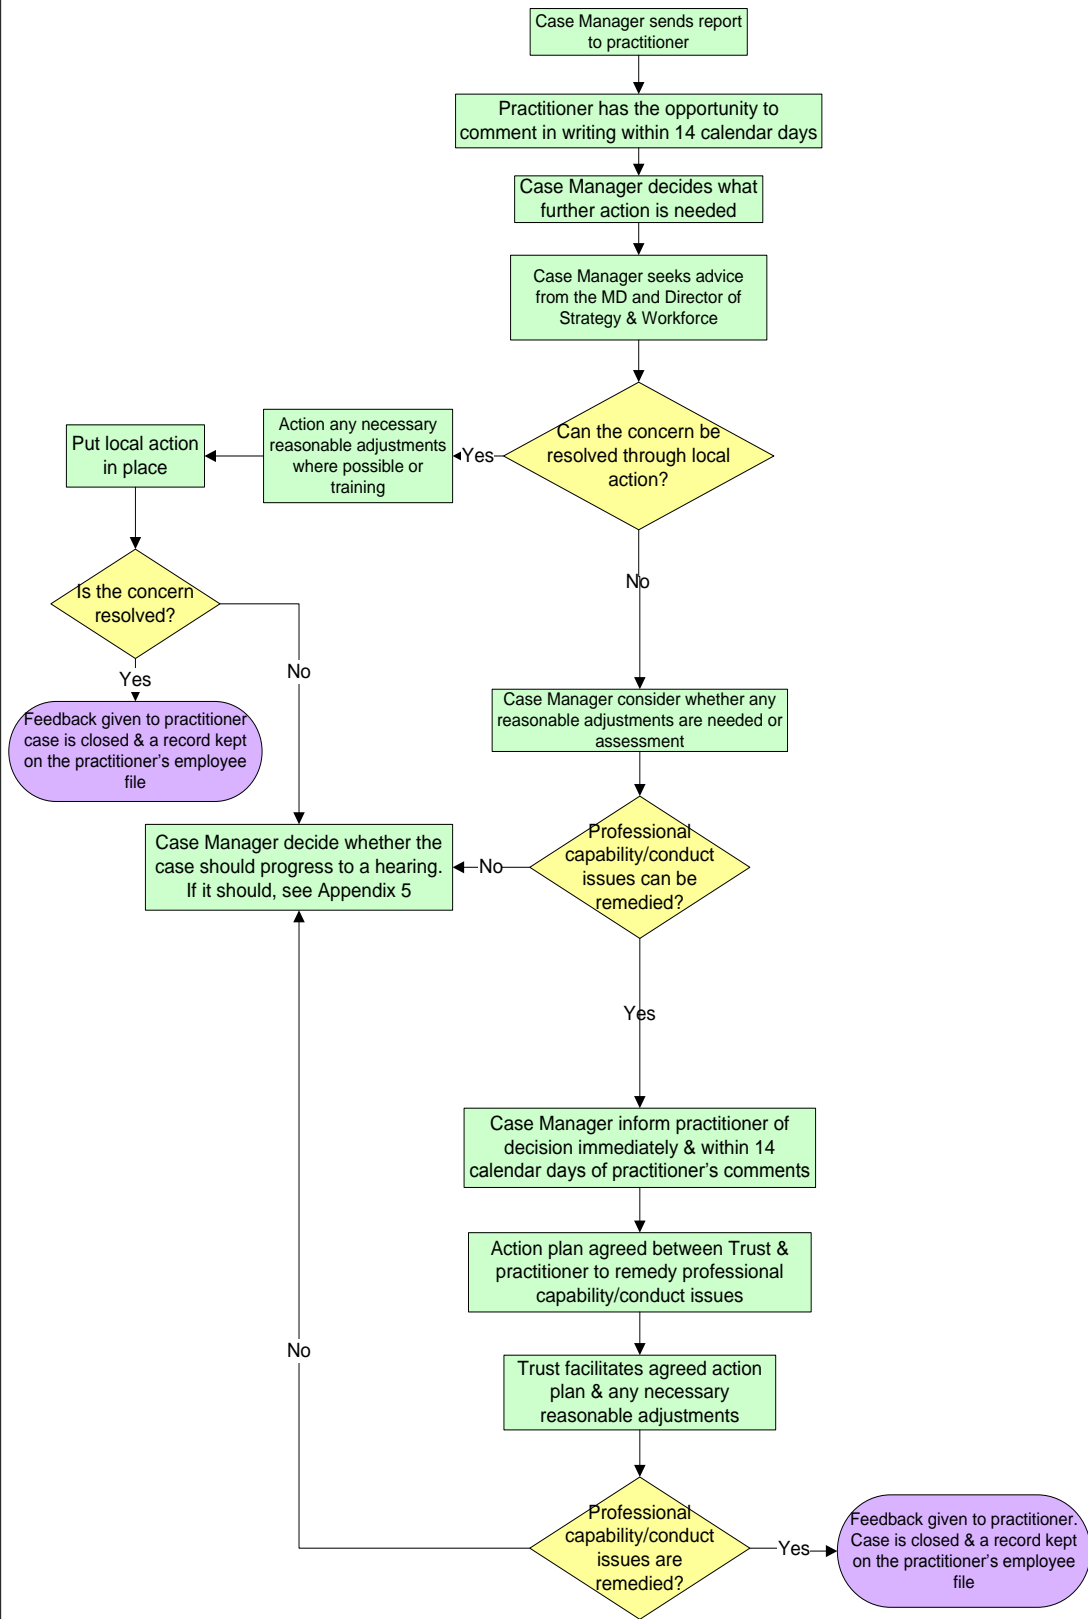 Case Manager sends report
to practitioner
Practitioner has the opportunity to
comment in writing within 14 calendar days
Case Manager decides what
further action is needed
Case Manager seeks advice
from the MD and Director of
Strategy & Workforce
Can the concern be
resolved through local
action?
Yes
Action any necessary
reasonable adjustments
where possible or
training
Put local action
in place
Is the concern
resolved?
Yes
No
Feedback given to practitioner
case is closed & a record kept
on the practitioner's employee
file
No
Case Manager consider whether any
reasonable adjustments are needed or
assessment
Professional
capability/conduct
issues can be
remedied?
No
Case Manager decide whether the
case should progress to a hearing.
If it should, see Appendix 5
Yes
Case Manager inform practitioner of
decision immediately & within 14
calendar days of practitioner's comments
Action plan agreed between Trust &
practitioner to remedy professional
capability/conduct issues
Trust facilitates agreed action
plan & any necessary
reasonable adjustments
No
Professional
capability/conduct
issues are
remedied?
Yes
Feedback given to practitioner.
Case is closed & a record kept
on the practitioner's employee
file